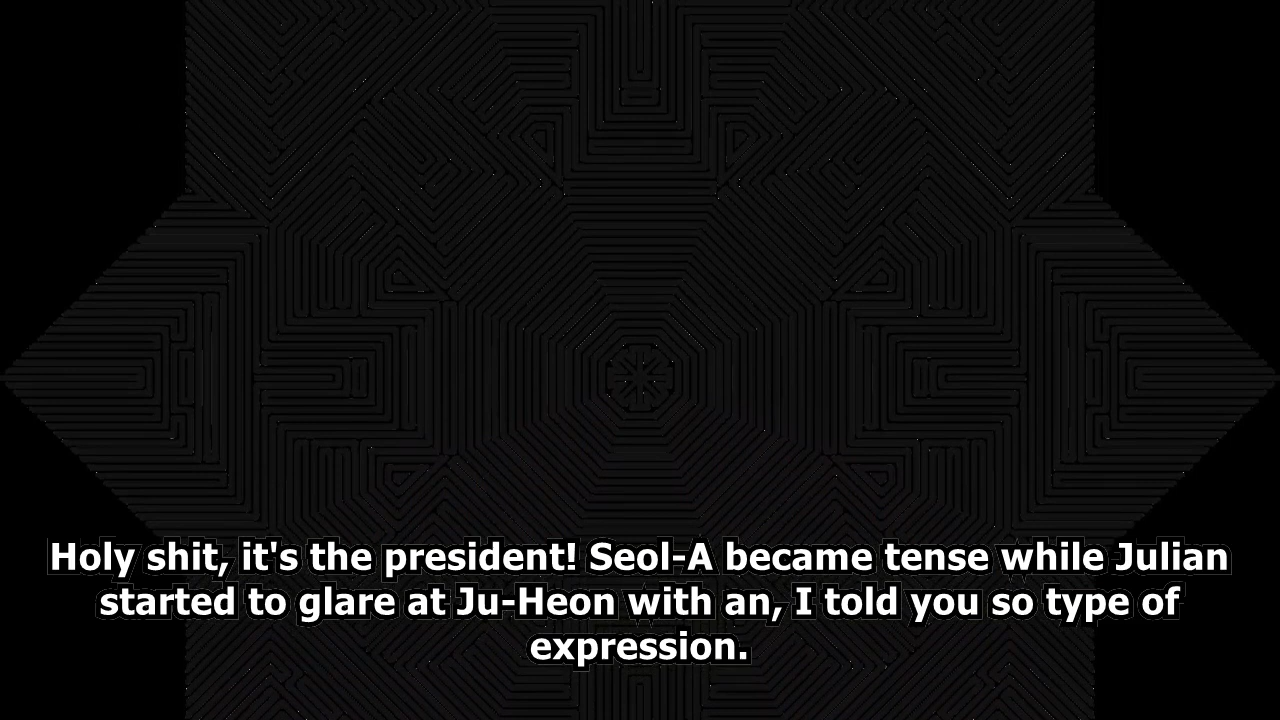 Holy shit, it's the president! Seol-A became tense while Julian
started to glare at Ju-Heon with an, I told you so type of
expression.